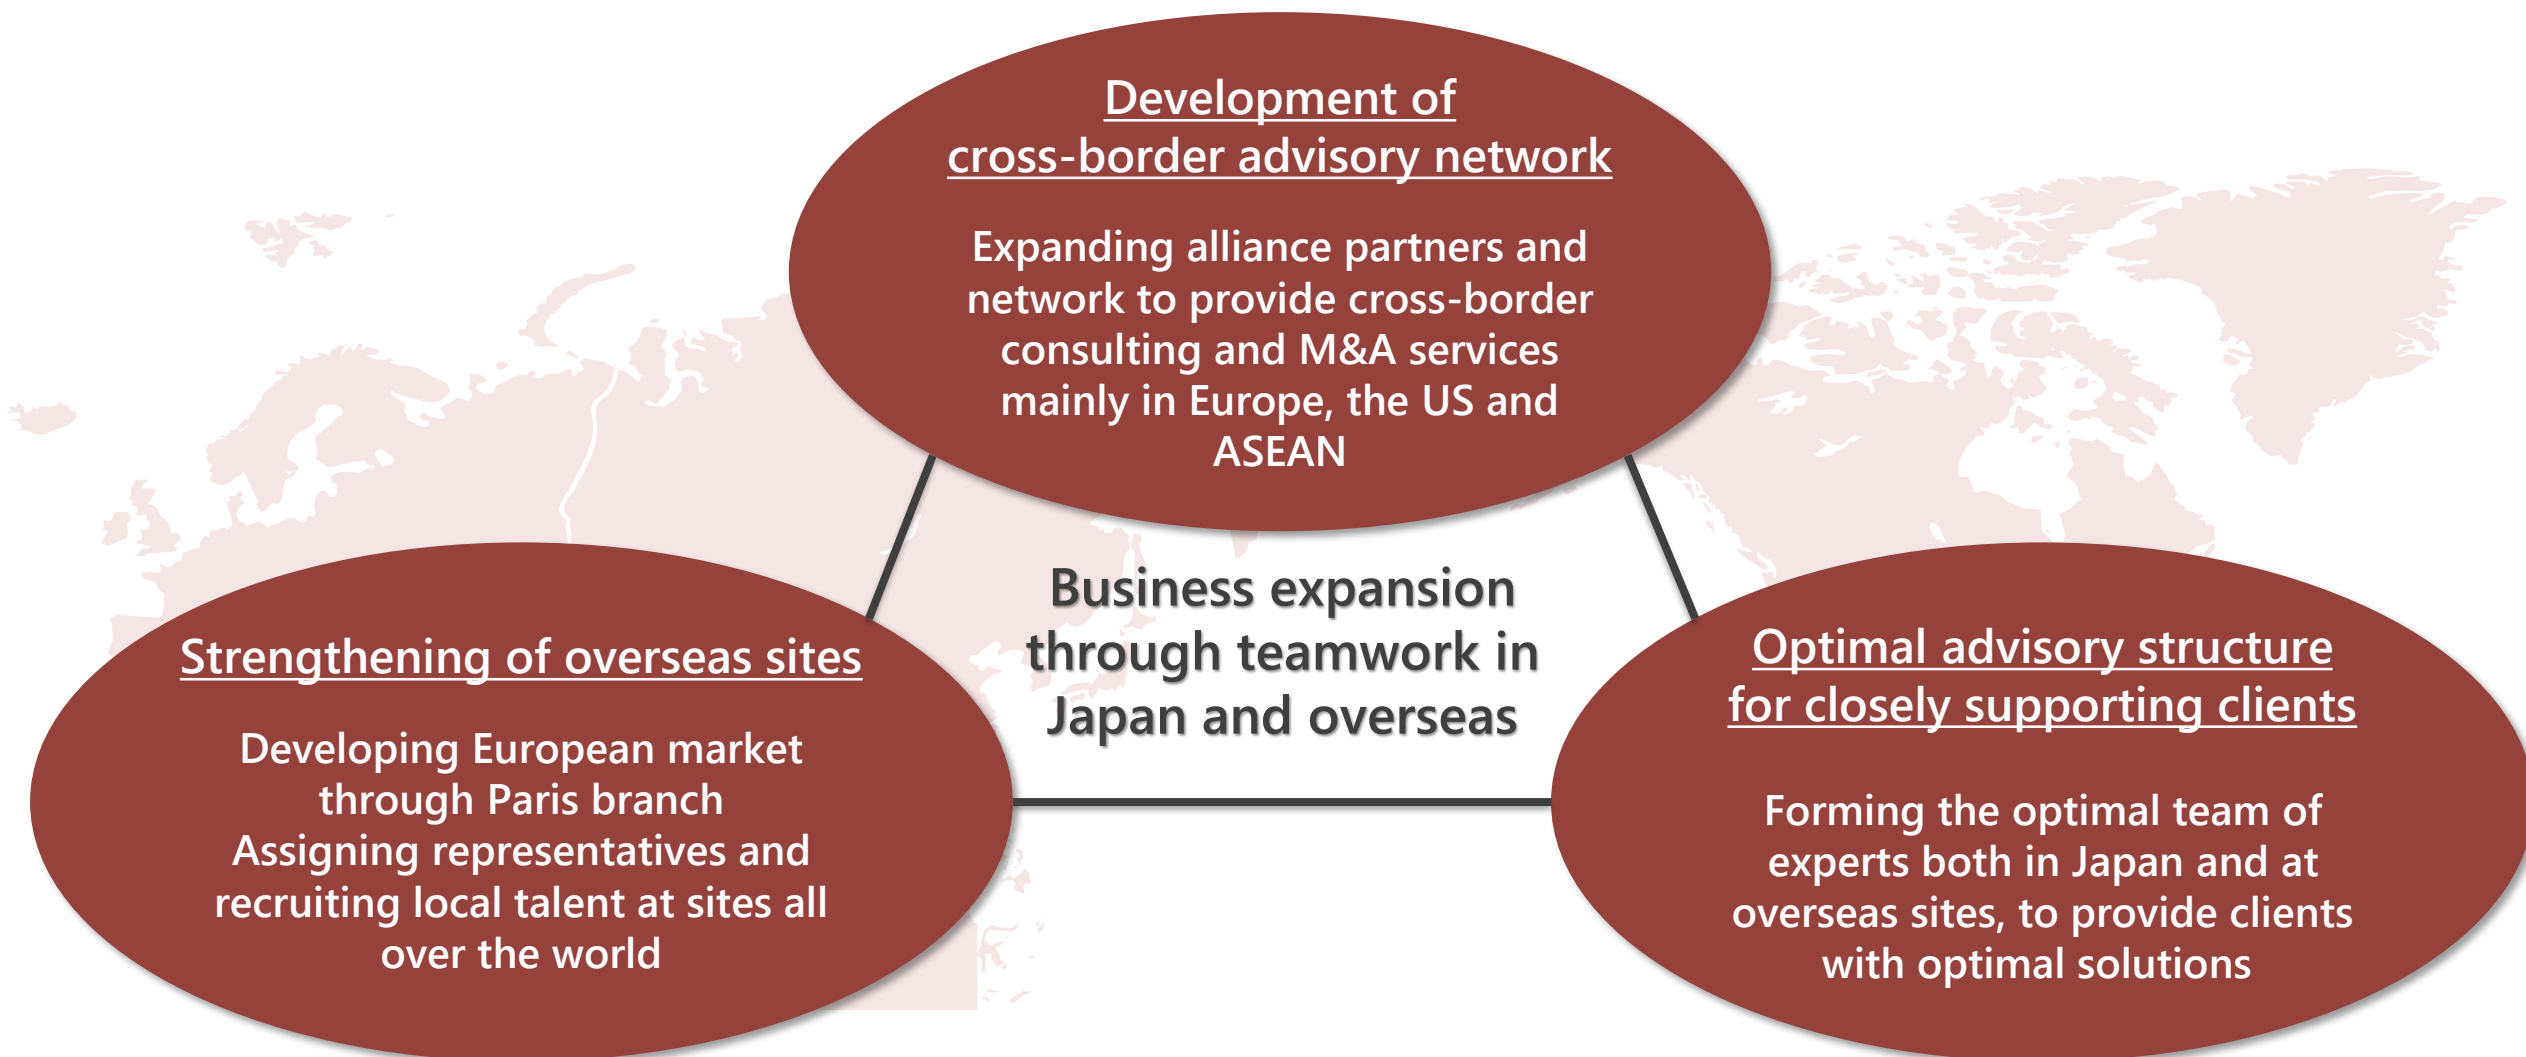 Development of
cross-border advisory network
Expanding alliance partners and
network to provide cross-border
consulting and M&A services
mainly in Europe, the US and
ASEAN
Business expansion
through teamwork in
Japan and overseas
Strengthening of overseas sites
Developing European market
through Paris branch
Assigning representatives and
recruiting local talent at sites all
over the world
Optimal advisory structure
for closely supporting clients
Forming the optimal team of
experts both in Japan and at
overseas sites, to provide clients
with optimal solutions